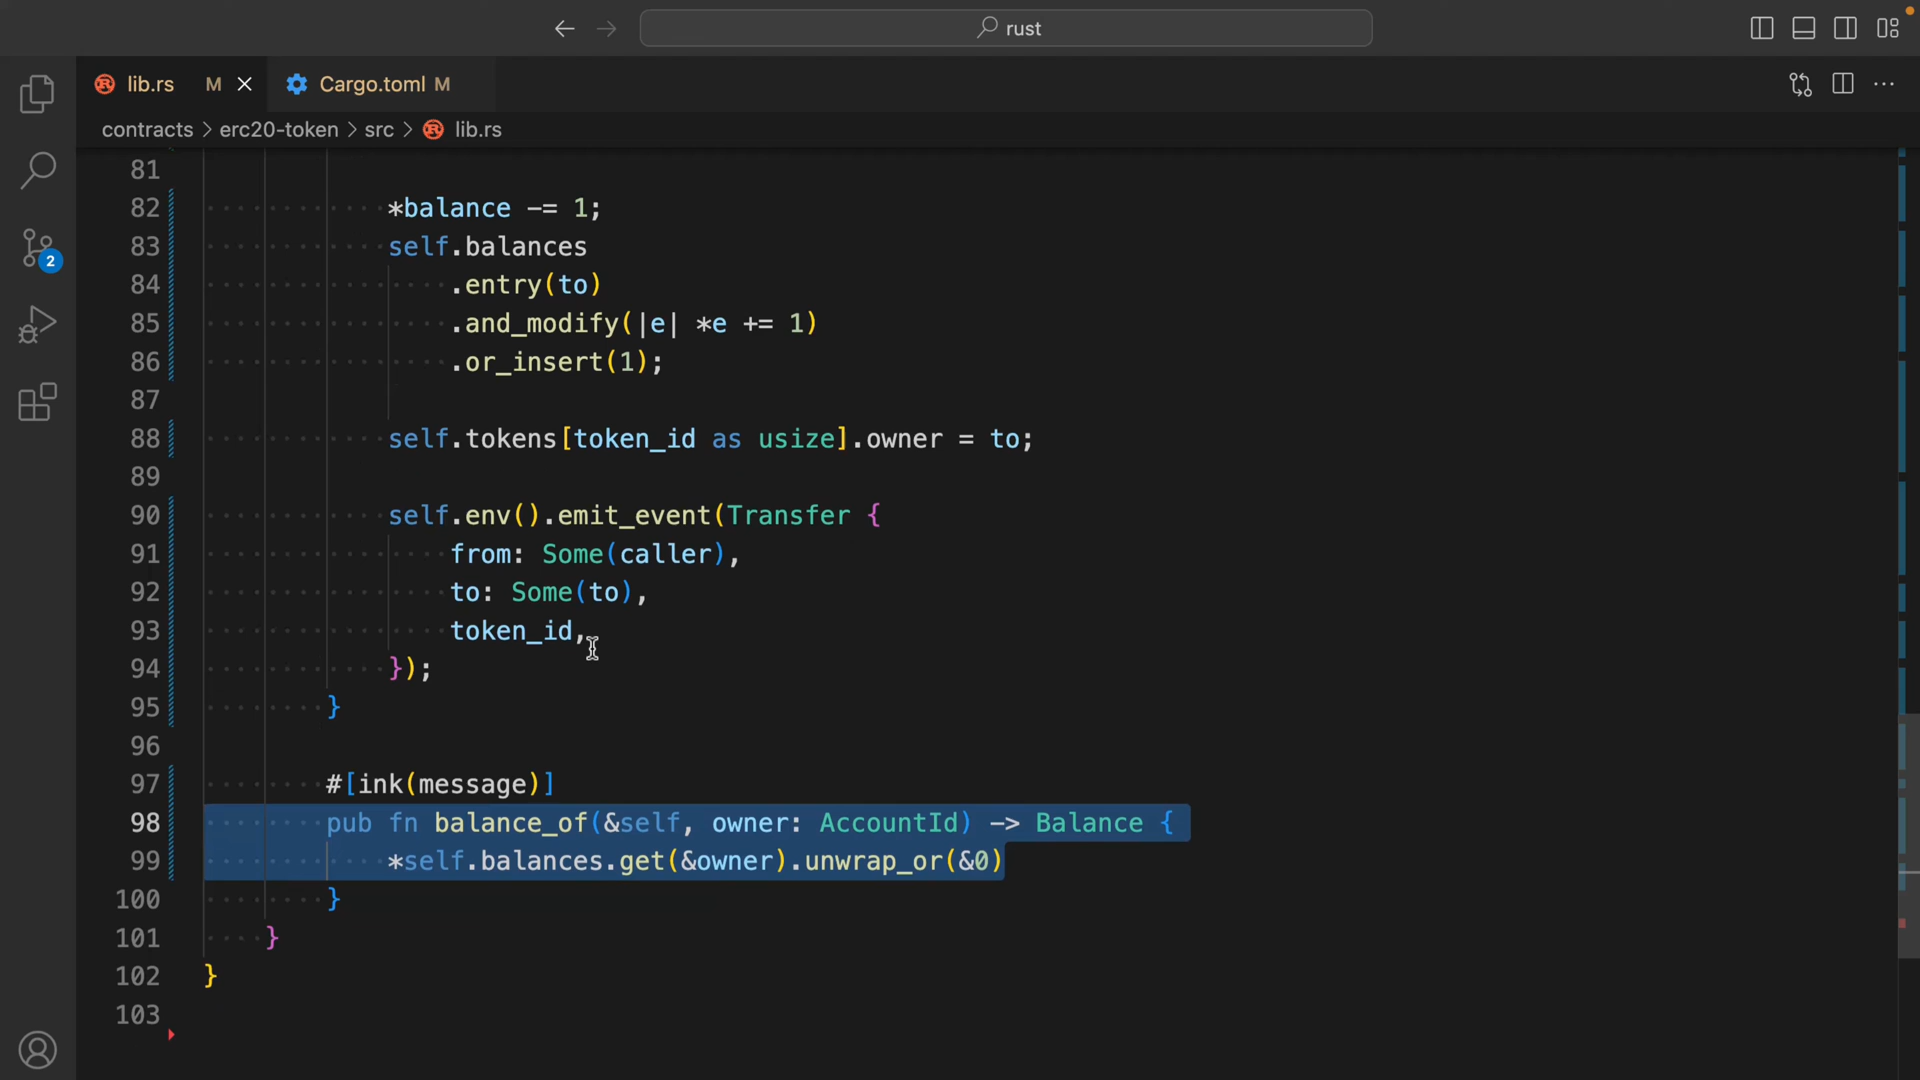 rust
lib.rs M Cargo.toml M
contracts > erc20-token > src > lib.rs
81
82 *balance -= 1;
83 self.balances
84 .entry(to)
85 .and_modify(|e| *e += 1)
86 .or_insert(1);
87
88 self.tokens[token_id as usize].owner = to;
89
90 self.env().emit_event(Transfer {
91 from: Some(caller),
92 to: Some(to),
93 token_id,
94 });
95 }
96
97 #[ink(message)]
98 pub fn balance_of(&self, owner: AccountId) -> Balance {
99 *self.balances.get(&owner).unwrap_or(&0)
100 }
101 }
102 }
103
2